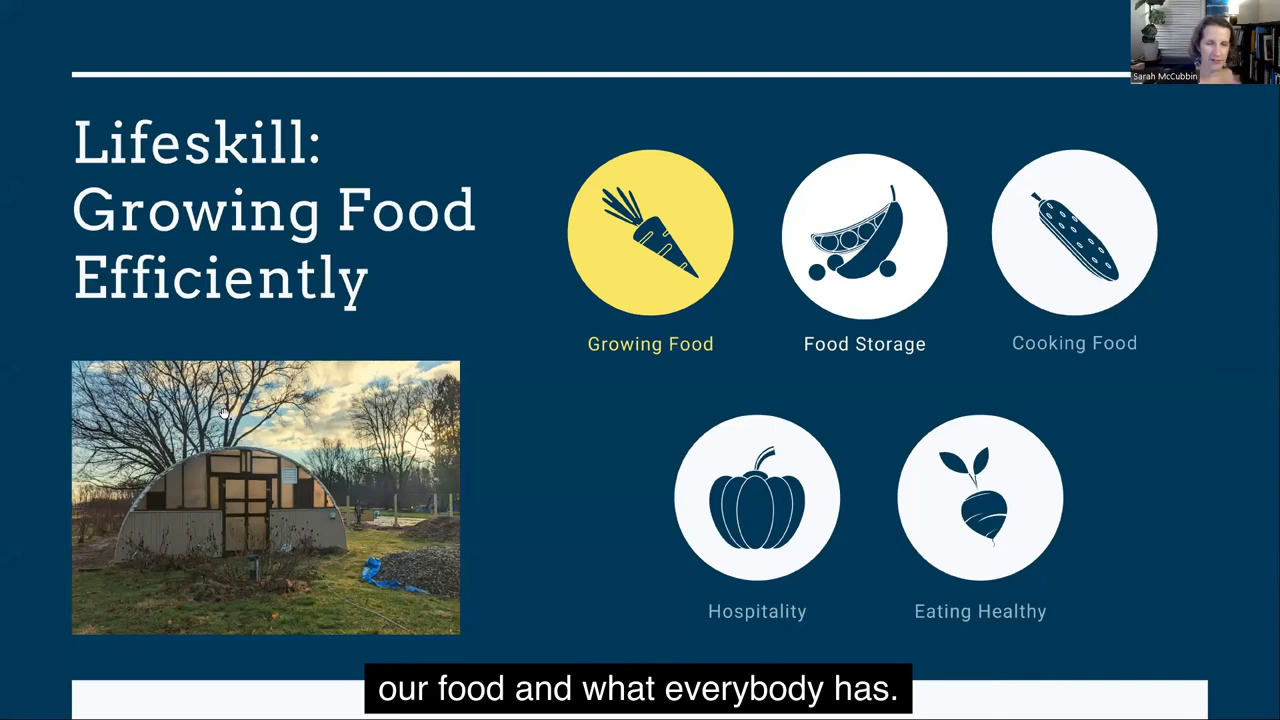 Sarah McCubbin
Lifeskill:
Growing Food
Efficiently
Growing Food
Food Storage
Cooking Food
Hospitality
Eating Healthy
our food and what everybody has.